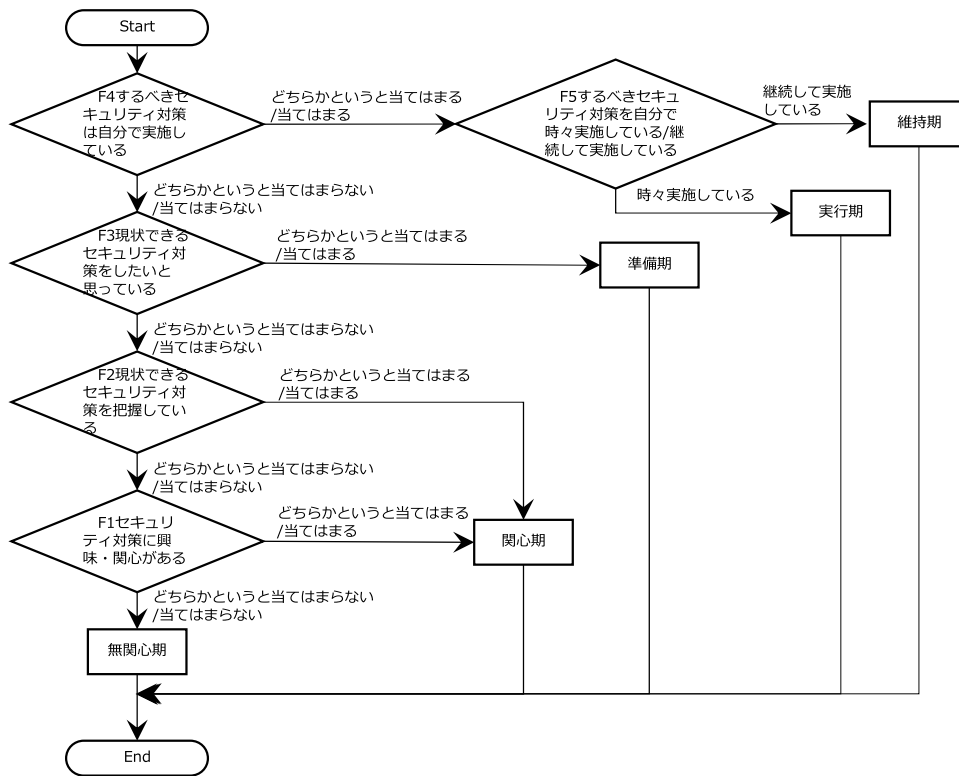 Start
F4するべきセ
キュリティ対策
は自分で実施し
ている
どちらかというと当てはまる
/当てはまる
F5するべきセキュ
リティ対策を自分で
時々実施している/継
続して実施している
継続して実施
している
維持期
時々実施している
実行期
どちらかというと当てはまらない
/当てはまらない
F3現状できる
セキュリティ対
策をしたいと
思っている
どちらかというと当てはまる
/当てはまる
準備期
どちらかというと当てはまらない
/当てはまらない
F2現状できる
セキュリティ対
策を把握してい
る
どちらかというと当てはまる
/当てはまる
どちらかというと当てはまらない
/当てはまらない
F1セキュリ
ティ対策に興
味・関心がある
どちらかというと当てはまる
/当てはまる
関心期
どちらかというと当てはまらない
/当てはまらない
無関心期
End